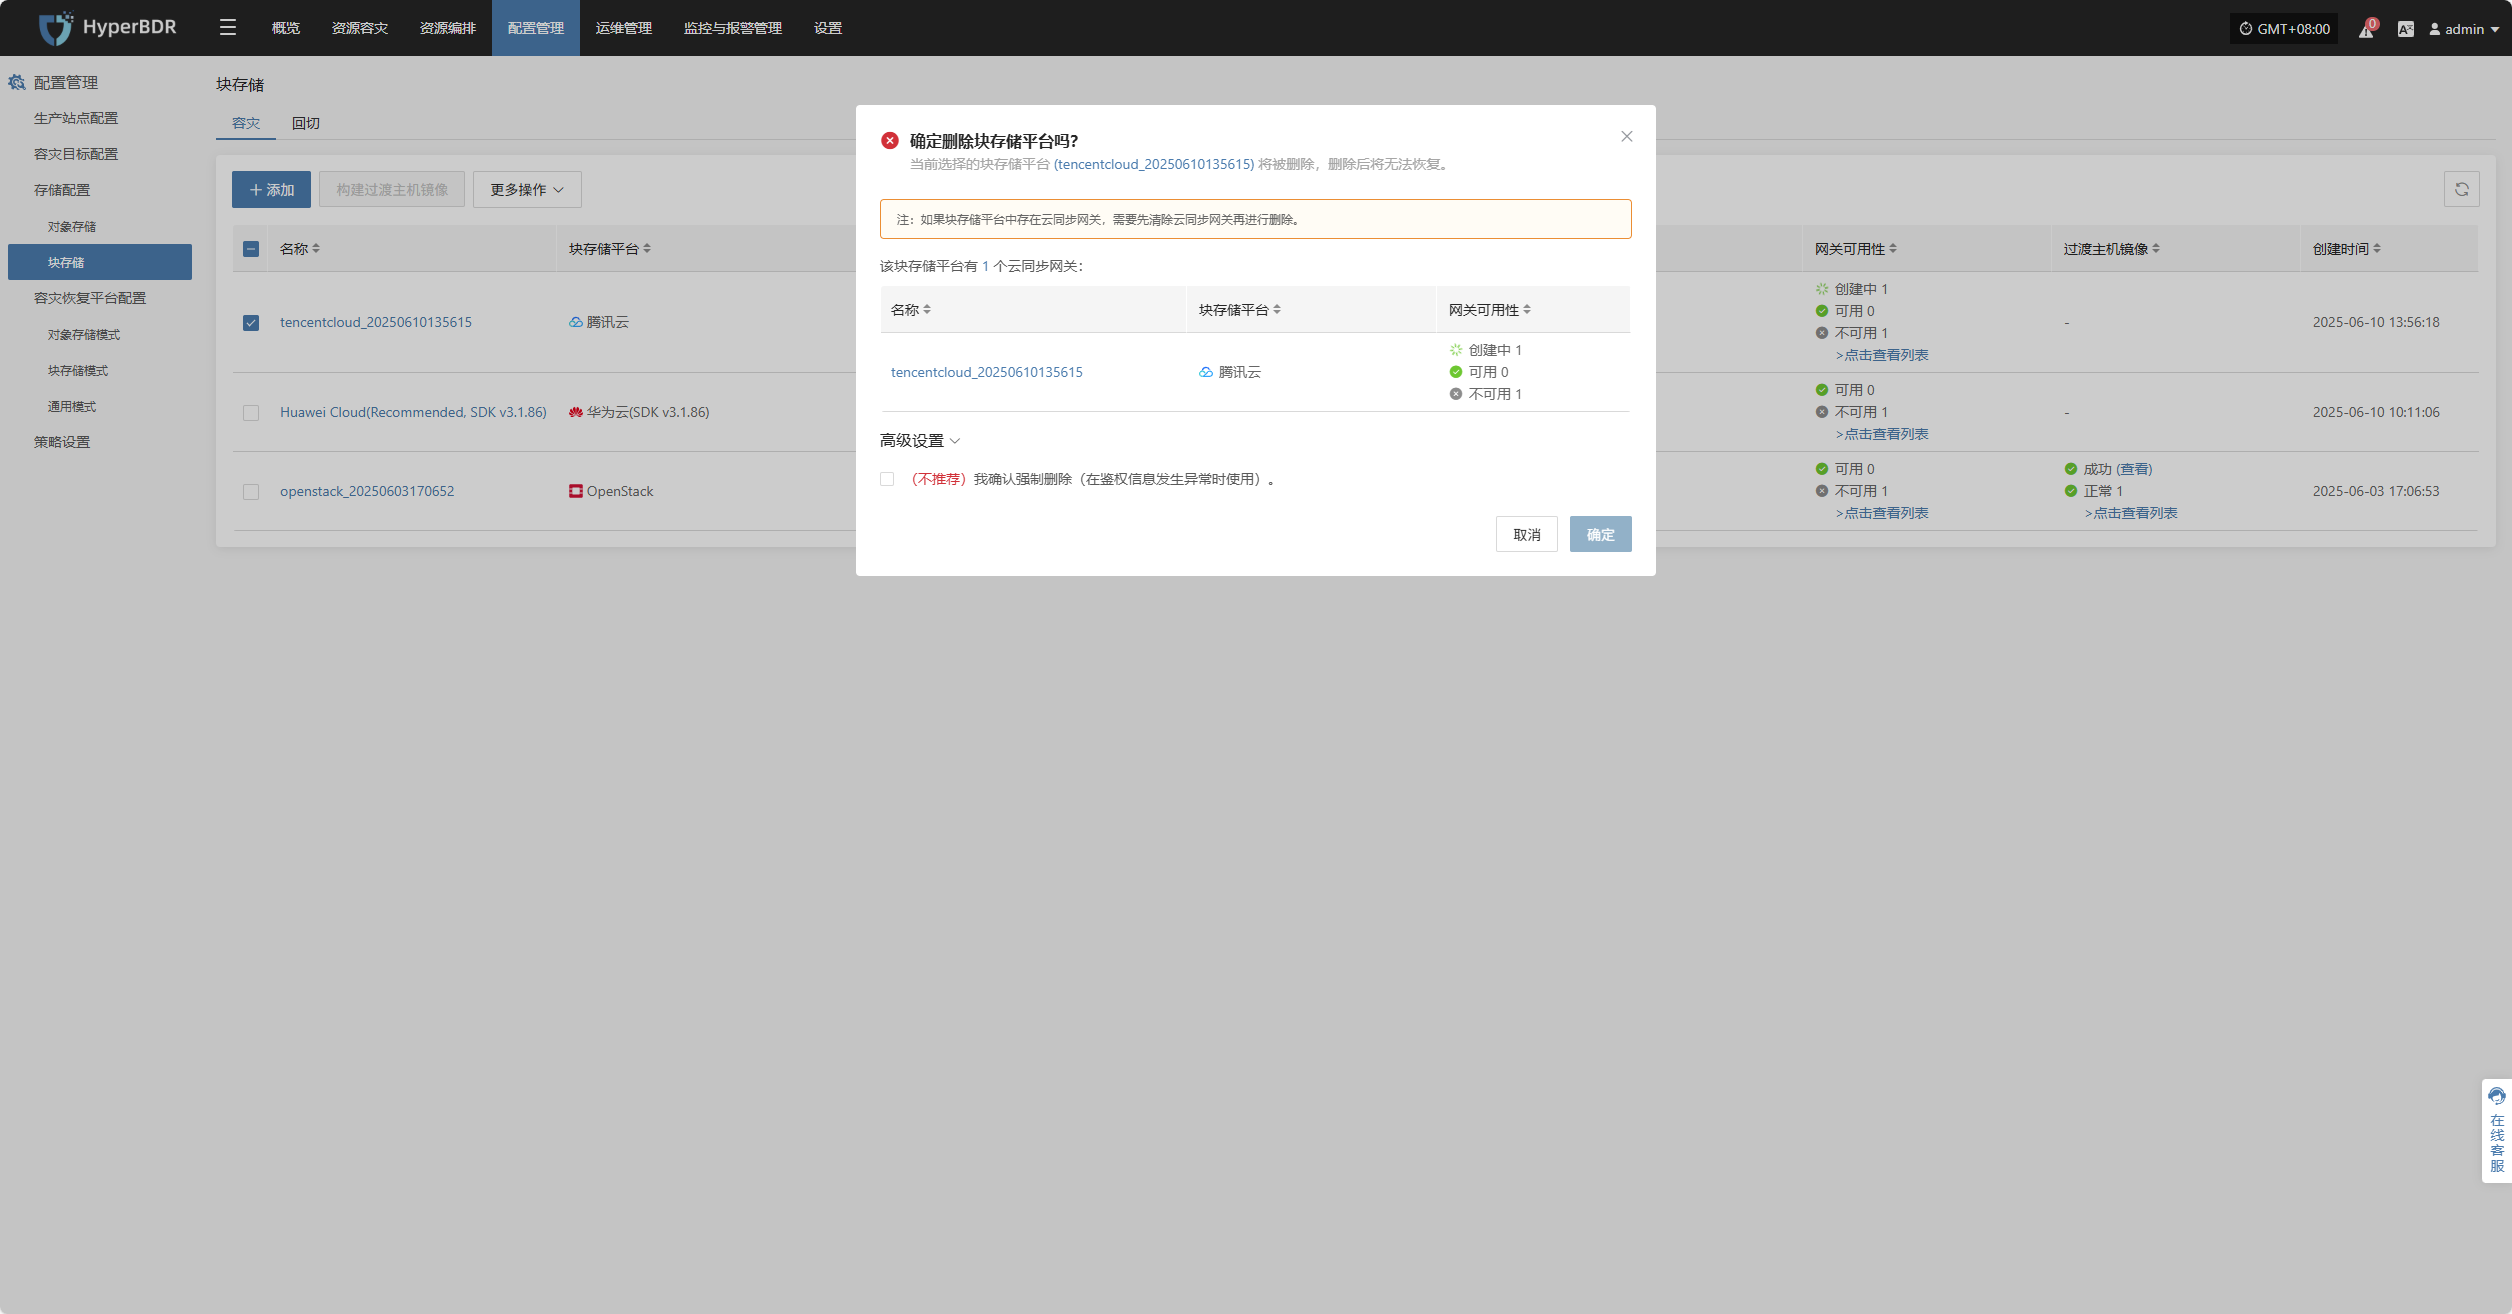 HyperBDR
概览 资源容灾 资源编排 配置管理 运维管理 监控与报警管理 设置
GMT+08:00 0 admin
配置管理
生产站点配置
容灾目标配置
存储配置
对象存储
块存储
容灾恢复平台配置
对象存储模式
块存储模式
通用模式
策略设置
块存储
容灾 回切
添加 构建过渡主机镜像 更多操作
名称 块存储平台 网关可用性 过渡主机镜像 创建时间
tencentcloud_20250610135615 腾讯云 - 2025-06-10 13:56:18
创建中 1
可用 0
不可用 1
>点击查看列表
Huawei Cloud(Recommended, SDK v3.1.86) 华为云(SDK v3.1.86) - 2025-06-10 10:11:06
可用 0
不可用 1
>点击查看列表
openstack_20250603170652 OpenStack 2025-06-03 17:06:53
可用 0
不可用 1
>点击查看列表
成功 (查看)
正常 1
>点击查看列表
确定删除块存储平台吗?
当前选择的块存储平台 (tencentcloud_20250610135615) 将被删除，删除后将无法恢复。
注：如果块存储平台中存在云同步网关，需要先清除云同步网关再进行删除。
该块存储平台有 1 个云同步网关：
名称 块存储平台 网关可用性
tencentcloud_20250610135615 腾讯云
创建中 1
可用 0
不可用 1
高级设置
（不推荐）我确认强制删除（在鉴权信息发生异常时使用）。
取消 确定
在线客服